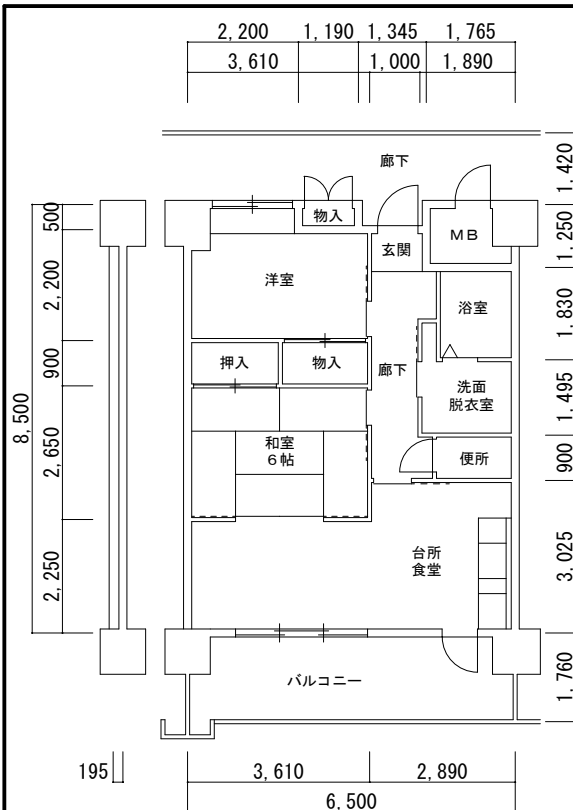 2,200 1,190 1,345 1,765
3,610 1,000 1,890
廊下
1,420
物入
玄関
MB
500
1,250
洋室
浴室
2,200
1,830
押入
物入
廊下
洗面
脱衣室
900
1,495
8,500
和室
6帖
便所
2,650
900
台所
食堂
2,250
3,025
バルコニー
1,760
195
3,610 2,890
6,500